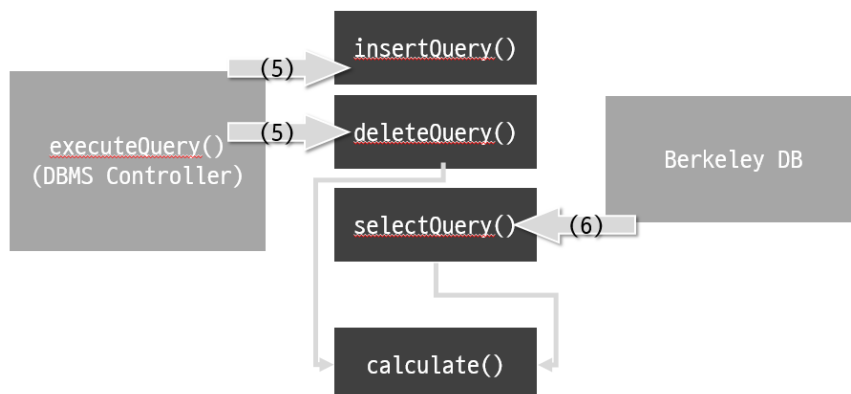 insertQuery()
(5)
executeQuery()
(DBMS Controller)
(5)
deleteQuery()
Berkeley DB
selectQuery()
(6)
calculate()